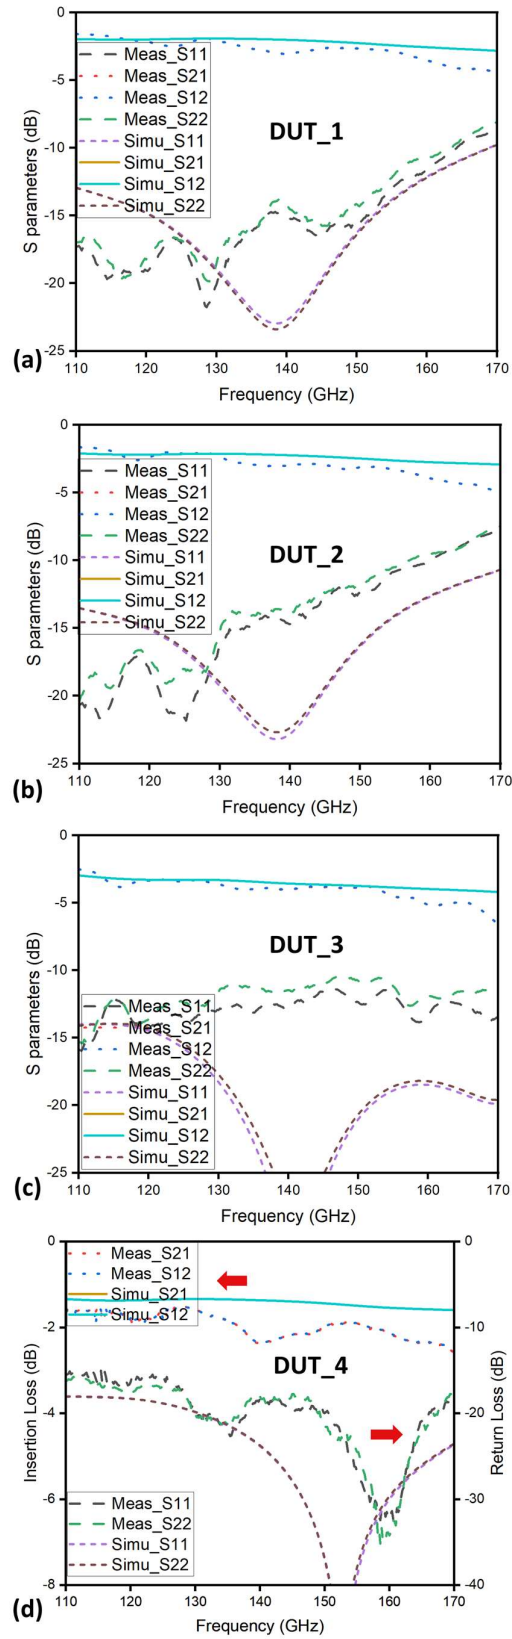 0
-5
-10
-15
-20
-25
S parameters (dB)
Meas_S11
Meas_S21
Meas_S12
Meas_S22
Simu_S11
Simu_S21
Simu_S12
Simu_S22
DUT_1
110 120 130 140 150 160 170
Frequency (GHz)
(a)
0
-5
-10
-15
-20
-25
S parameters (dB)
Meas_S11
Meas_S21
Meas_S12
Meas_S22
Simu_S11
Simu_S21
Simu_S12
Simu_S22
DUT_2
110 120 130 140 150 160 170
Frequency (GHz)
(b)
0
-5
-10
-15
-20
-25
S parameters (dB)
DUT_3
Meas_S11
Meas_S21
Meas_S12
Meas_S22
Simu_S11
Simu_S21
Simu_S12
Simu_S22
110 120 130 140 150 160 170
Frequency (GHz)
(c)
0
-2
-4
-6
-8
Insertion Loss (dB)
Meas_S21
Meas_S12
Simu_S21
Simu_S12
DUT_4
Meas_S11
Meas_S22
Simu_S11
Simu_S22
0
-10
-20
-30
-40
Return Loss (dB)
110 120 130 140 150 160 170
Frequency (GHz)
(d)